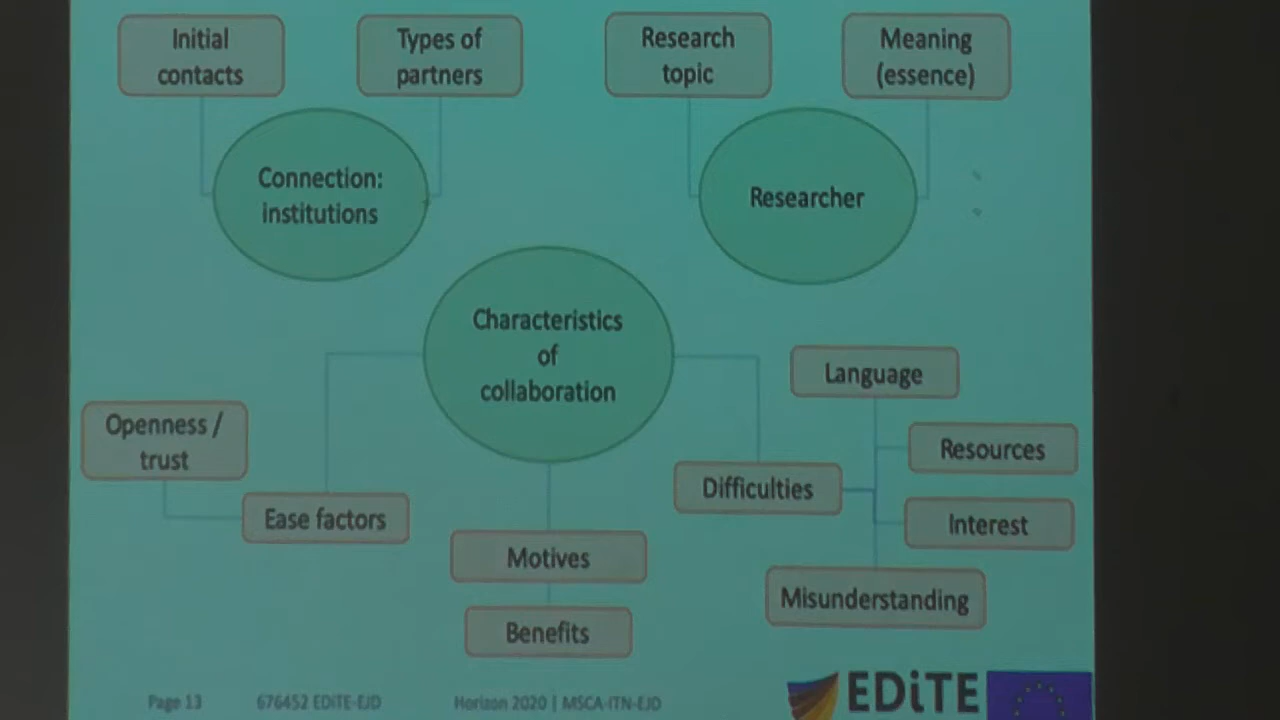 Initial
contacts
Types of
partners
Research
topic
Meaning
(essence)
Connection:
institutions
Researcher
Characteristics
of
collaboration
Language
Openness /
trust
Resources
Difficulties
Ease factors
Interest
Motives
Misunderstanding
Benefits
Page 13
676452 EDiTE-EJD
Horizon 2020 | MSCA-ITN-EJD
EDiTE